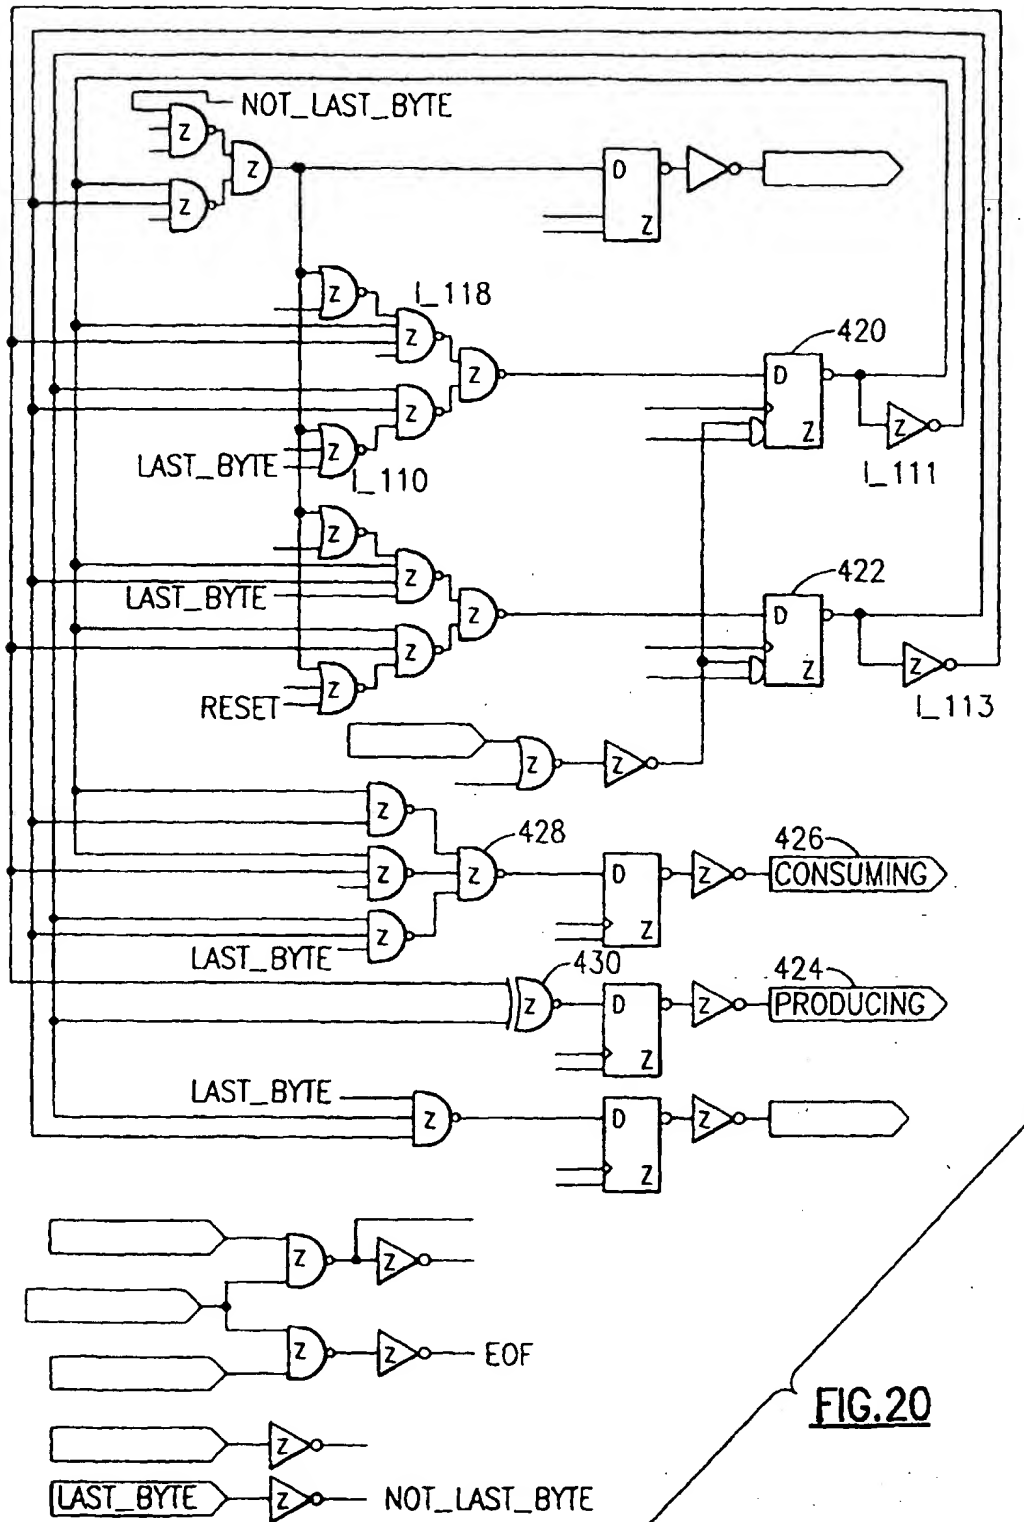 NOT_LAST_BYTE
Z
Z
D
Z
Z
Z
I_118
Z
420
Z
D
Z
Z
Z
Z
LAST_BYTE
I_110
I_111
Z
Z
422
LAST_BYTE
Z
D
Z
Z
Z
Z
RESET
I_113
Z
Z
Z
428
426
Z
Z
D
Z
CONSUMING
Z
Z
LAST_BYTE
430
424
Z
D
Z
PRODUCING
Z
LAST_BYTE
Z
D
Z
Z
Z
Z
Z
Z
EOF
FIG.20
Z
LAST_BYTE
Z
NOT_LAST_BYTE